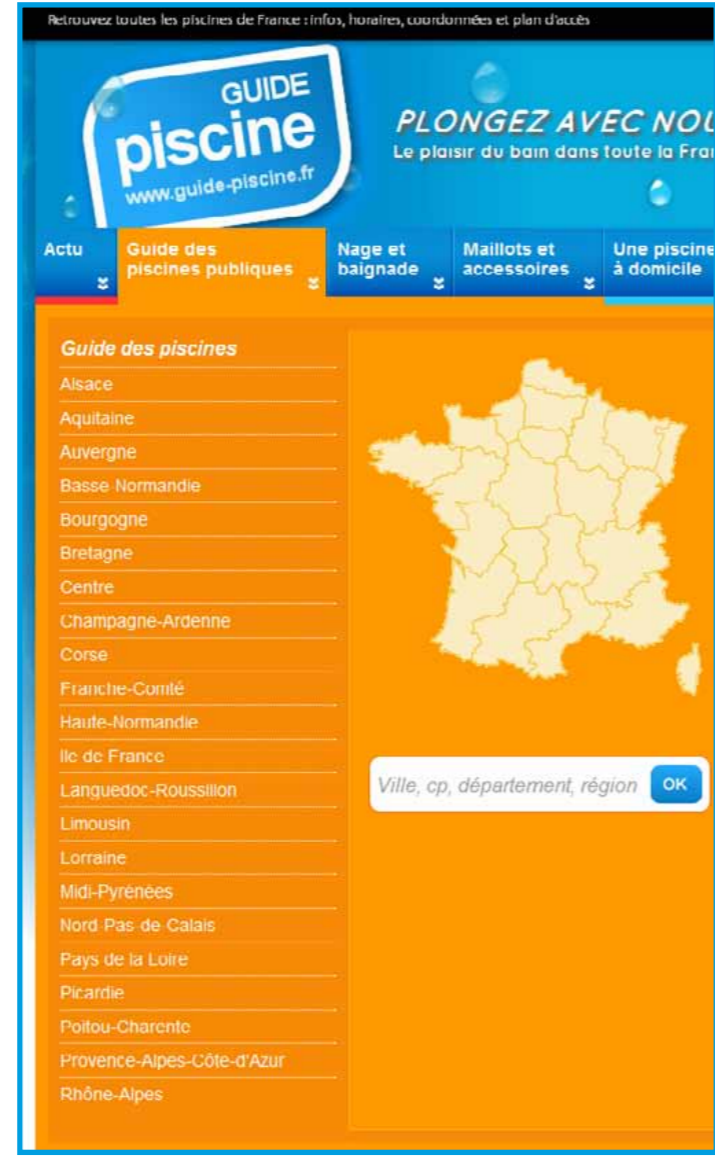 Retrouvez toutes les piscines de France : infos, horaires, coordonnées et plan d'accès
GUIDE
piscine
www.guide-piscine.fr
PLONGEZ AVEC NOU
Le plaisir du bain dans toute la Fran
Actu
Guide des
piscines publiques
Nage et
baignade
Maillots et
accessoires
Une piscine
à domicile
Guide des piscines
Alsace
Aquitaine
Auvergne
Basse Normandie
Bourgogne
Bretagne
Centre
Champagne-Ardenne
Corse
Franche-Comté
Haute-Normandie
Ile de France
Languedoc-Roussillon
Limousin
Lorraine
Midi-Pyrénées
Nord Pas de Calais
Pays de la Loire
Picardie
Poitou-Charente
Provence-Alpes-Côte-d'Azur
Rhône-Alpes
Ville, cp, département, région
OK